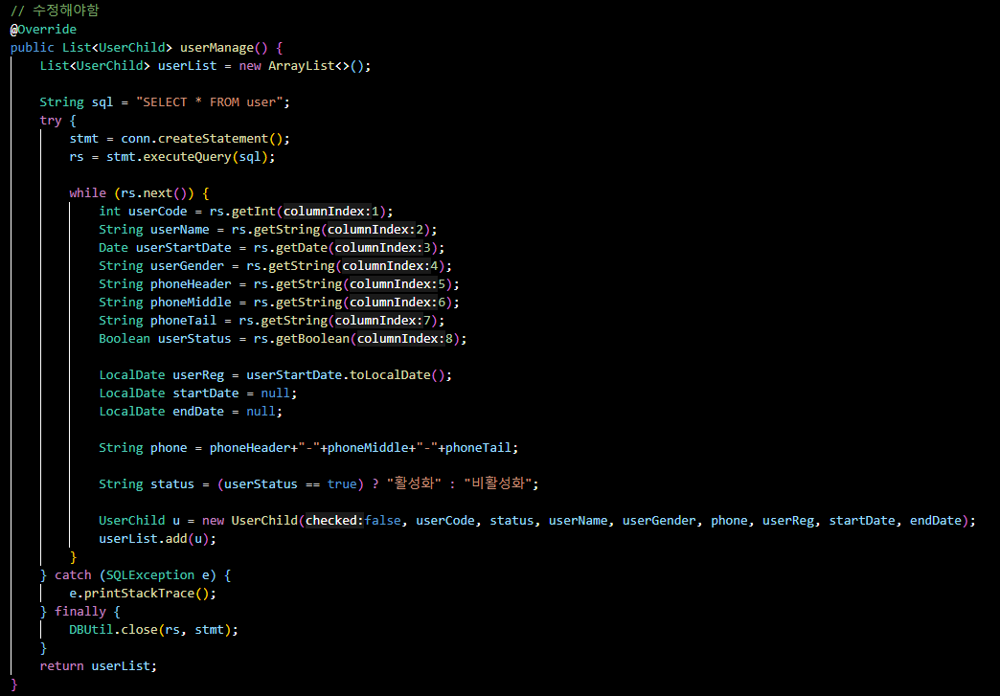 // 수정해야함
@Override
public List<UserChild> userManage() {
List<UserChild> userList = new ArrayList<>();
String sql = "SELECT * FROM user";
try {
stmt = conn.createStatement();
rs = stmt.executeQuery(sql);
while (rs.next()) {
int userCode = rs.getInt(columnIndex:1);
String userName = rs.getString(columnIndex:2);
Date userStartDate = rs.getDate(columnIndex:3);
String userGender = rs.getString(columnIndex:4);
String phoneHeader = rs.getString(columnIndex:5);
String phoneMiddle = rs.getString(columnIndex:6);
String phoneTail = rs.getString(columnIndex:7);
Boolean userStatus = rs.getBoolean(columnIndex:8);
LocalDate userReg = userStartDate.toLocalDate();
LocalDate startDate = null;
LocalDate endDate = null;
String phone = phoneHeader+"-"+phoneMiddle+"-"+phoneTail;
String status = (userStatus == true) ? "활성화" : "비활성화";
UserChild u = new UserChild(checked:false, userCode, status, userName, userGender, phone, userReg, startDate, endDate);
userList.add(u);
}
} catch (SQLException e) {
e.printStackTrace();
} finally {
DBUtil.close(rs, stmt);
}
return userList;
}